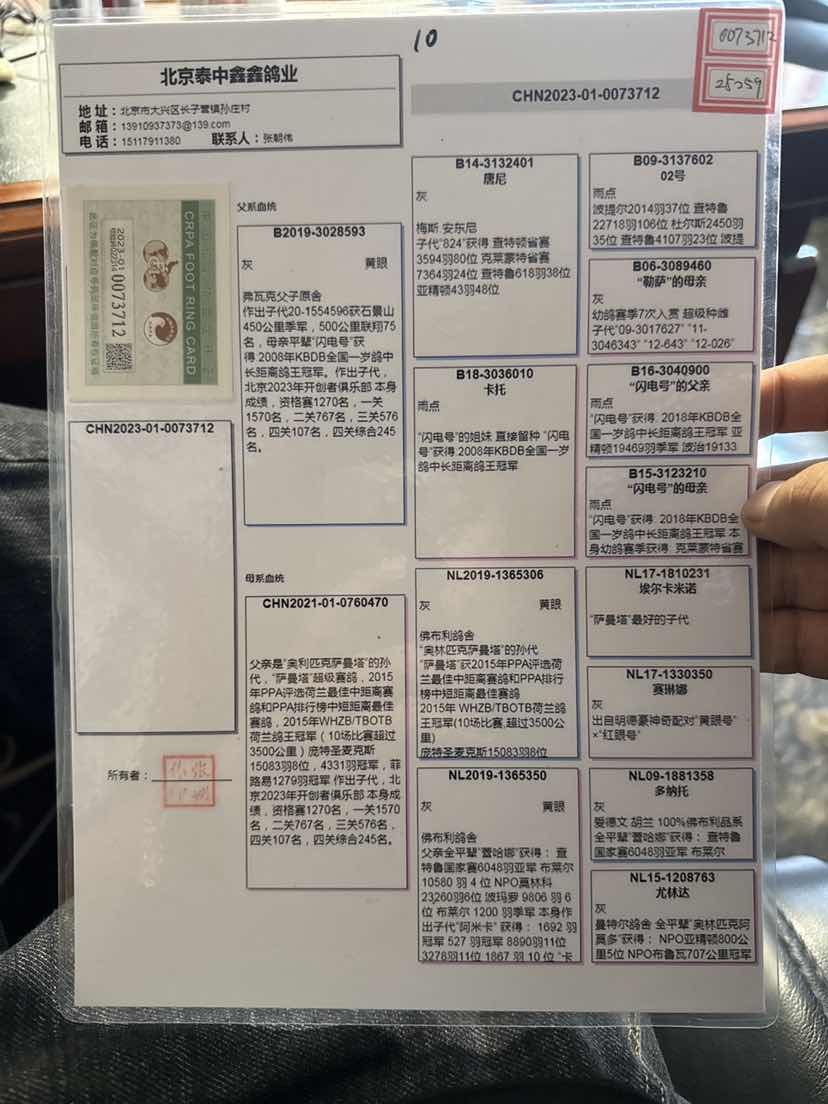 10
0073712
25259
北京泰中鑫鑫鸽业
地 址：北京市大兴区长子营镇孙庄村
邮 箱：13910937373@139.com
电 话：15117911380 联系人：张朝伟
CHN2023-01-0073712
CRPA FOOT RING CARD
2023-01
0073712
CHN2023-01-0073712
所有者：
父系血统
B2019-3028593
灰 黄眼
弗瓦克父子原舍
作出子代20-1554596获石景山
450公里季军，500公里联翔75
名，母亲平辈"闪电号"获
得 2008年KBDB全国一岁鸽中
长距离鸽王冠军。作出子代，
北京2023年开创者俱乐部 本身
成绩，资格赛1270名，一关
1570名，二关767名，三关576
名，四关107名，四关综合245
名。
母系血统
CHN2021-01-0760470
父亲是"奥利匹克萨曼塔"的孙
代，"萨曼塔"超级赛鸽，2015
年PPA评选荷兰最佳中距离赛
鸽和PPA排行榜中短距离最佳
赛鸽，2015年WHZB/TBOTB
荷兰鸽王冠军（10场比赛超过
3500公里）庞特圣麦克斯
15083羽8位，4331羽冠军，菲
路易1279羽冠军 作出子代，北
京2023年开创者俱乐部 本身成
绩，资格赛1270名，一关1570
名，二关767名，三关576名，
四关107名，四关综合245名。
B14-3132401
唐尼
灰
梅斯.安东尼
子代"824"获得 查特顿省赛
3594羽80位 克莱蒙特省赛
7364羽24位 查特鲁618羽38位
亚精顿43羽48位
B18-3036010
卡托
雨点
"闪电号"的姐妹 直接留种 "闪电
号"获得 2008年KBDB全国一岁
鸽中长距离鸽王冠军
NL2019-1365306
灰 黄眼
佛布利鸽舍
"奥林匹克萨曼塔"的孙代
"萨曼塔"获2015年PPA评选荷
兰最佳中距离赛鸽和PPA排行
榜中短距离最佳赛鸽
2015年 WHZB/TBOTB荷兰鸽
王冠军(10场比赛,超过3500公
里)
庞特圣麦克斯15083羽8位
NL2019-1365350
灰 黄眼
佛布利鸽舍
父亲全平辈"蕾哈娜"获得： 查
特鲁国家赛6048羽亚军 布莱尔
10580 羽 4 位 NPO莫林科
23260羽6位 波玛罗 9806 羽 6
位 布莱尔 1200 羽季军 本身作
出子代"阿米卡" 获得： 1692 羽
冠军 527 羽冠军 8890羽11位
3278羽11位 1867 羽 10 位 "卡
B09-3137602
02号
雨点
波提尔2014羽37位 查特鲁
22718羽106位 杜尔斯2450羽
35位 查特鲁4107羽23位 波提
B06-3089460
"勒萨"的母亲
灰
幼鸽赛季7次入赏 超级种雌
子代"09-3017627" "11-
3046343" "12-643" "12-026"
B16-3040900
"闪电号"的父亲
雨点
"闪电号"获得: 2018年KBDB全
国一岁鸽中长距离鸽王冠军 亚
精顿19469羽季军 波治19133
B15-3123210
"闪电号"的母亲
雨点
"闪电号"获得: 2018年KBDB全
国一岁鸽中长距离鸽王冠军 本
身幼鸽赛季获得 克莱蒙特省赛
NL17-1810231
埃尔卡米诺
"萨曼塔"最好的子代
NL17-1330350
赛琳娜
灰
出自明德豪神奇配对"黄眼号"
×"红眼号"
NL09-1881358
多纳托
灰
爱德文 胡兰 100%佛布利品系
全平辈"蕾哈娜"获得： 查特鲁
国家赛6048羽亚军 布莱尔
NL15-1208763
尤林达
灰
曼特尔鸽舍 全平辈"奥林匹克阿
莫多"获得： NPO亚精顿800公
里5位 NPO布鲁瓦707公里冠军